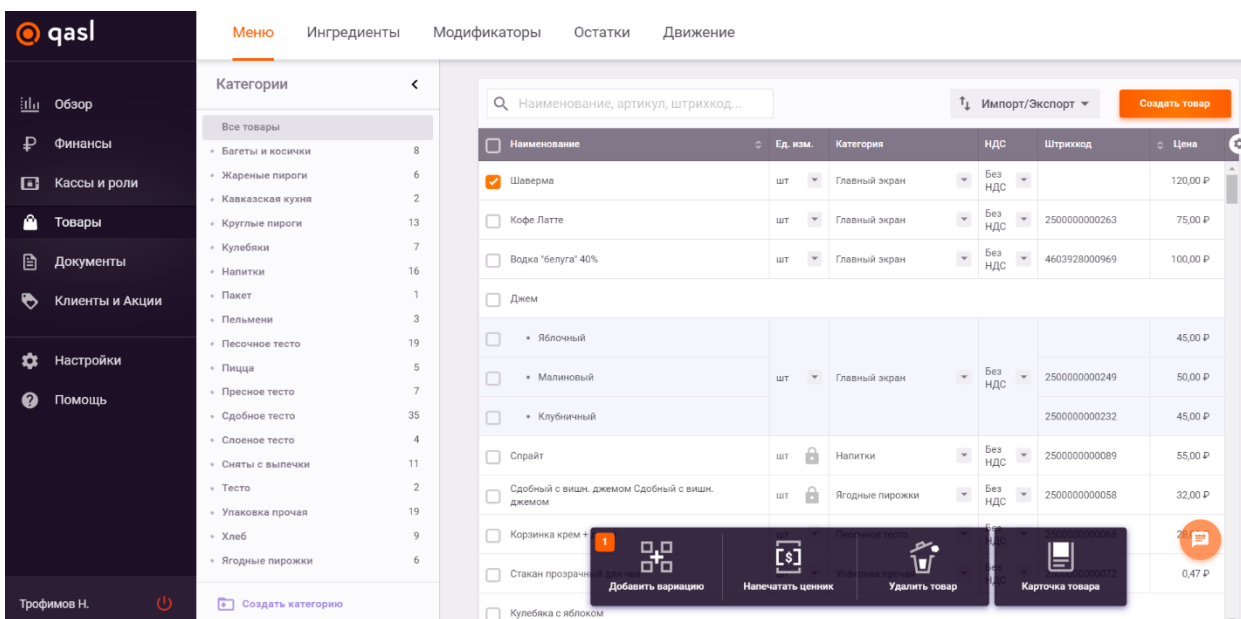 qasl
Меню Ингредиенты Модификаторы Остатки Движение
Обзор
Финансы
Кассы и роли
Товары
Документы
Клиенты и Акции
Настройки
Помощь
Трофимов Н.
Категории
Все товары
Багеты и косички 8
Жареные пироги 6
Кавказская кухня 2
Круглые пироги 13
Кулебяки 7
Напитки 16
Пакет 1
Пельмени 3
Песочное тесто 19
Пицца 5
Пресное тесто 7
Сдобное тесто 35
Слоеное тесто 4
Сняты с выпечки 11
Тесто 2
Упаковка прочая 19
Хлеб 9
Ягодные пирожки 6
Создать категорию
Наименование, артикул, штрихкод...
Импорт/Экспорт
Создать товар
Наименование Ед. изм. Категория НДС Штрихкод Цена
Шаверма шт Главный экран Без НДС 120,00 ₽
Кофе Латте шт Главный экран Без НДС 2500000000263 75,00 ₽
Водка "белуга" 40% шт Главный экран Без НДС 4603928000969 100,00 ₽
Джем
Яблочный 45,00 ₽
Малиновый шт Главный экран Без НДС 2500000000249 50,00 ₽
Клубничный 2500000000232 45,00 ₽
Спрайт шт Напитки Без НДС 2500000000089 55,00 ₽
Сдобный с вишн. джемом Сдобный с вишн.
джемом шт Ягодные пирожки Без НДС 2500000000058 32,00 ₽
Корзинка крем + Песочное тесто 2500000000065
Стакан прозрачный для чая Упаковка прочая 2500000000072 0,47 ₽
Кулебяка с яблоком
1
Добавить вариацию
Напечатать ценник
Удалить товар
Карточка товара